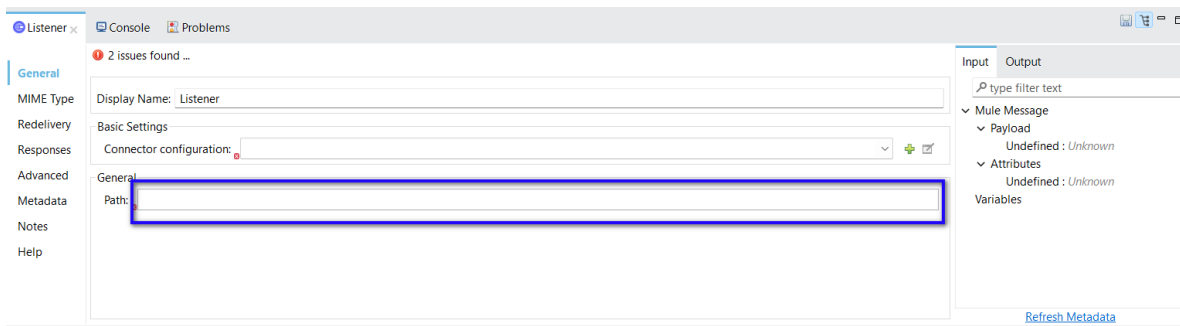 Listener
Console
Problems
2 issues found ...
General
MIME Type
Redelivery
Responses
Advanced
Metadata
Notes
Help
Display Name: Listener
Basic Settings
Connector configuration:
General
Path:
Input
Output
type filter text
Mule Message
Payload
Undefined : Unknown
Attributes
Undefined : Unknown
Variables
Refresh Metadata